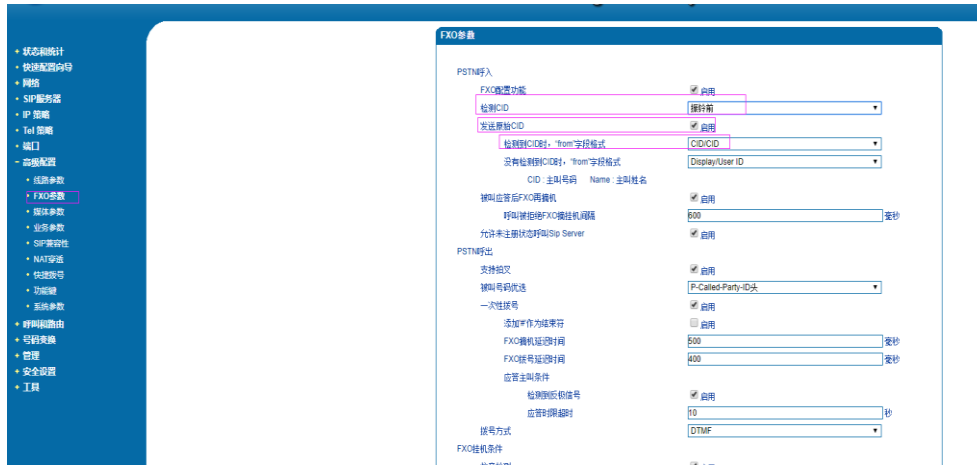 FXO参数
+ 状态和统计
• 快速配置向导
+ 网络
• SIP服务器
+ IP 策略
+ Tel 策略
• 端口
- 高级配置
• 线路参数
• FXO参数
• 媒体参数
• 业务参数
• SIP兼容性
• NAT穿透
• 快捷拨号
• 功能键
• 系统参数
+ 呼叫和路由
+ 号码变换
+ 管理
+ 安全设置
+ 工具
PSTN呼入
FXO配置功能 启用
检测CID 振铃前
发送原始CID 启用
检测到CID时，"from"字段格式 CID/CID
没有检测到CID时，"from"字段格式 Display/User ID
CID : 主叫号码 Name : 主叫姓名
被叫应答后FXO再摘机 启用
呼叫被拒绝FXO摘挂机间隔 600 毫秒
允许未注册状态呼叫Sip Server 启用
PSTN呼出
支持拍叉 启用
被叫号码优选 P-Called-Party-ID头
一次性拨号 启用
添加'#'作为结束符 启用
FXO摘机延迟时间 500 毫秒
FXO拨号延迟时间 400 毫秒
应答主叫条件
检测到反极信号 启用
应答时限超时 10 秒
拨号方式 DTMF
FXO挂机条件